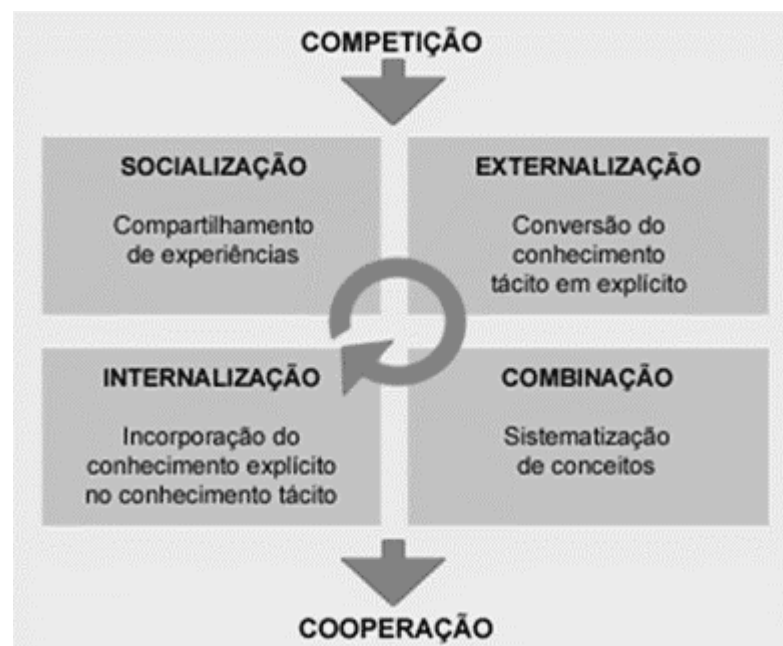 COMPETIÇÃO
SOCIALIZAÇÃO
Compartilhamento
de experiências
EXTERNALIZAÇÃO
Conversão do
conhecimento
tácito em explícito
INTERNALIZAÇÃO
Incorporação do
conhecimento explícito
no conhecimento tácito
COMBINAÇÃO
Sistematização
de conceitos
COOPERAÇÃO